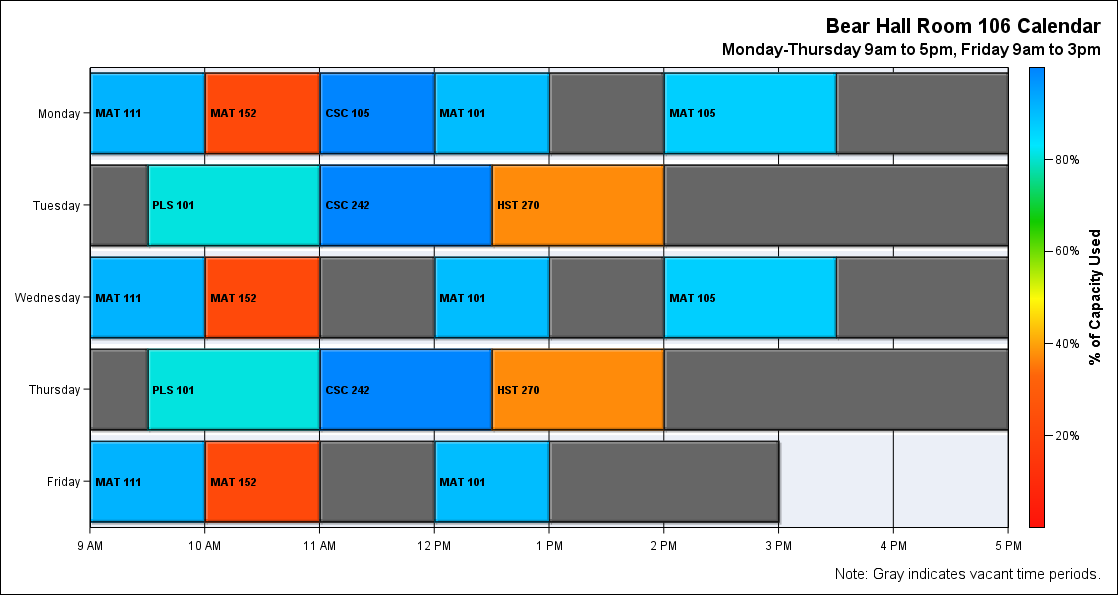 Bear Hall Room 106 Calendar
Monday-Thursday 9am to 5pm, Friday 9am to 3pm
Monday
MAT 111
MAT 152
CSC 105
MAT 101
MAT 105
Tuesday
PLS 101
CSC 242
HST 270
Wednesday
MAT 111
MAT 152
MAT 101
MAT 105
Thursday
PLS 101
CSC 242
HST 270
Friday
MAT 111
MAT 152
MAT 101
9 AM
10 AM
11 AM
12 PM
1 PM
2 PM
3 PM
4 PM
5 PM
80%
60%
40%
20%
% of Capacity Used
Note: Gray indicates vacant time periods.